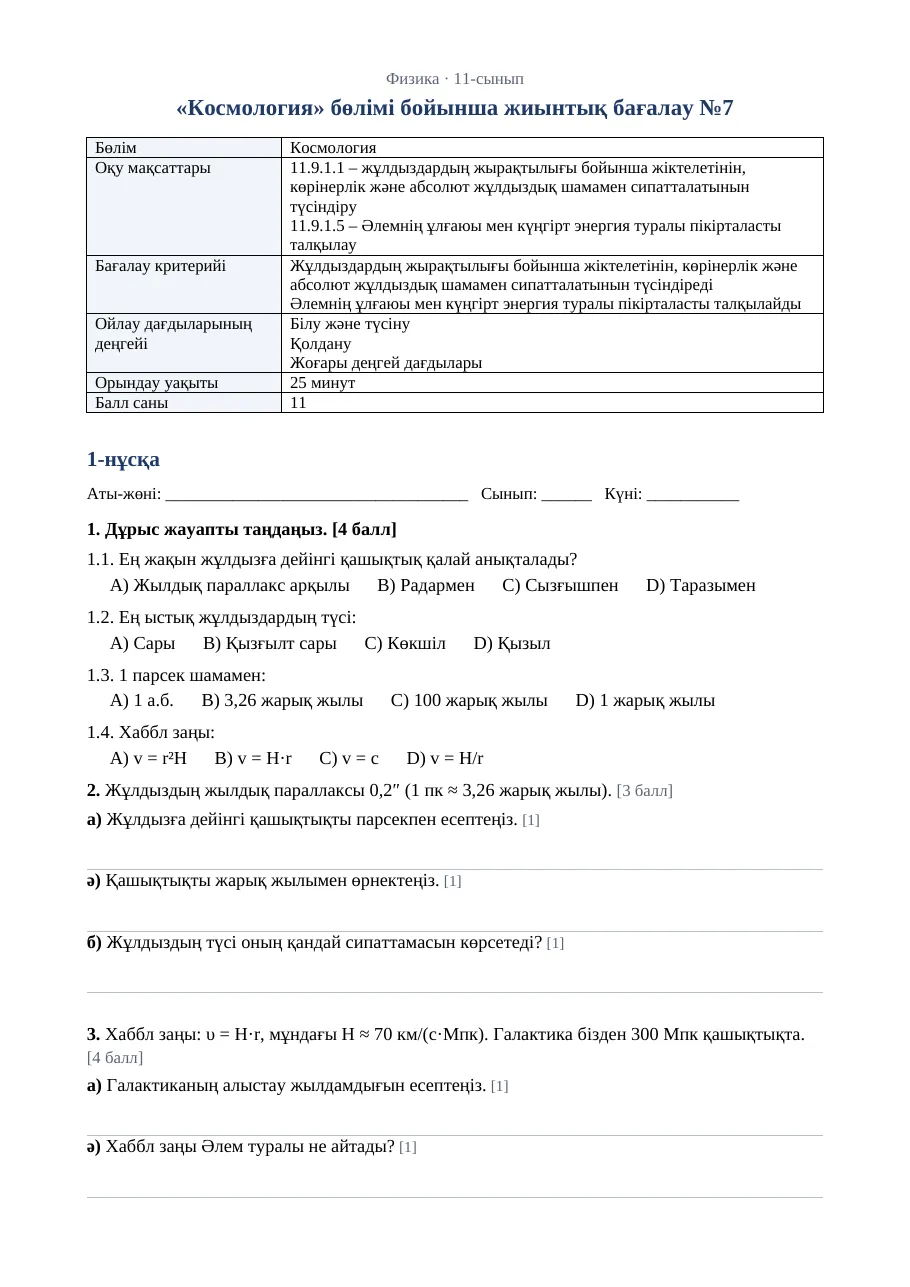 Физика · 11-сынып
«Космология» бөлімі бойынша жиынтық бағалау №7
Бөлім Космология
Оқу мақсаттары 11.9.1.1 – жұлдыздардың жырақтылығы бойынша жіктелетінін,
көрінерлік және абсолют жұлдыздық шамамен сипатталатынын
түсіндіру
11.9.1.5 – Әлемнің ұлғаюы мен күңгірт энергия туралы пікірталасты
талқылау
Бағалау критерийі Жұлдыздардың жырақтылығы бойынша жіктелетінін, көрінерлік және
абсолют жұлдыздық шамамен сипатталатынын түсіндіреді
Әлемнің ұлғаюы мен күңгірт энергия туралы пікірталасты талқылайды
Ойлау дағдыларының Білу және түсіну
деңгейі Қолдану
Жоғары деңгей дағдылары
Орындау уақыты 25 минут
Балл саны 11
1-нұсқа
Аты-жөні: ____________________________________ Сынып: ______ Күні: ___________
1. Дұрыс жауапты таңдаңыз. [4 балл]
1.1. Ең жақын жұлдызға дейінгі қашықтық қалай анықталады?
A) Жылдық параллакс арқылы B) Радармен C) Сызғышпен D) Таразымен
1.2. Ең ыстық жұлдыздардың түсі:
A) Сары B) Қызғылт сары C) Көкшіл D) Қызыл
1.3. 1 парсек шамамен:
A) 1 а.б. B) 3,26 жарық жылы C) 100 жарық жылы D) 1 жарық жылы
1.4. Хаббл заңы:
A) v = r²H B) v = H·r C) v = c D) v = H/r
2. Жұлдыздың жылдық параллаксы 0,2″ (1 пк ≈ 3,26 жарық жылы). [3 балл]
а) Жұлдызға дейінгі қашықтықты парсекпен есептеңіз. [1]
ә) Қашықтықты жарық жылымен өрнектеңіз. [1]
б) Жұлдыздың түсі оның қандай сипаттамасын көрсетеді? [1]
3. Хаббл заңы: υ = H·r, мұндағы H ≈ 70 км/(с·Мпк). Галактика бізден 300 Мпк қашықтықта.
[4 балл]
а) Галактиканың алыстау жылдамдығын есептеңіз. [1]
ә) Хаббл заңы Әлем туралы не айтады? [1]